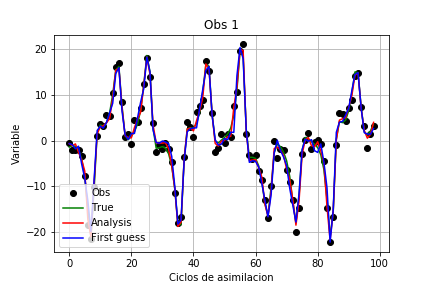 Obs 1
Variable
20
10
0
−10
−20
Obs
True
Analysis
First guess
0
20
40
60
80
100
Ciclos de asimilacion